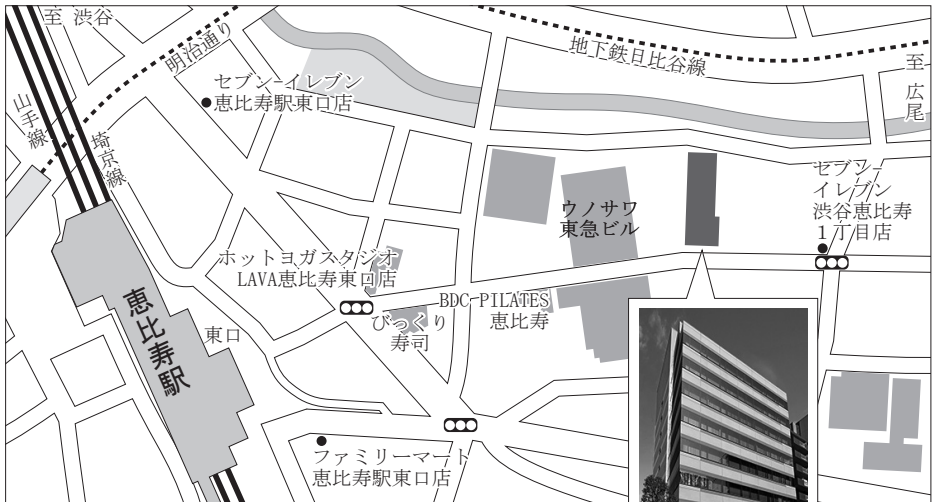 至 渋谷
明治通り
地下鉄日比谷線
至
広
尾
山手線
埼京線
セブン-イレブン
恵比寿駅東口店
セブン-
イレブン
渋谷恵比寿
1丁目店
ウノサワ
東急ビル
ホットヨガスタジオ
LAVA恵比寿東口店
BDC PILATES
恵比寿
びっくり
寿司
恵比寿駅
東口
ファミリーマート
恵比寿駅東口店